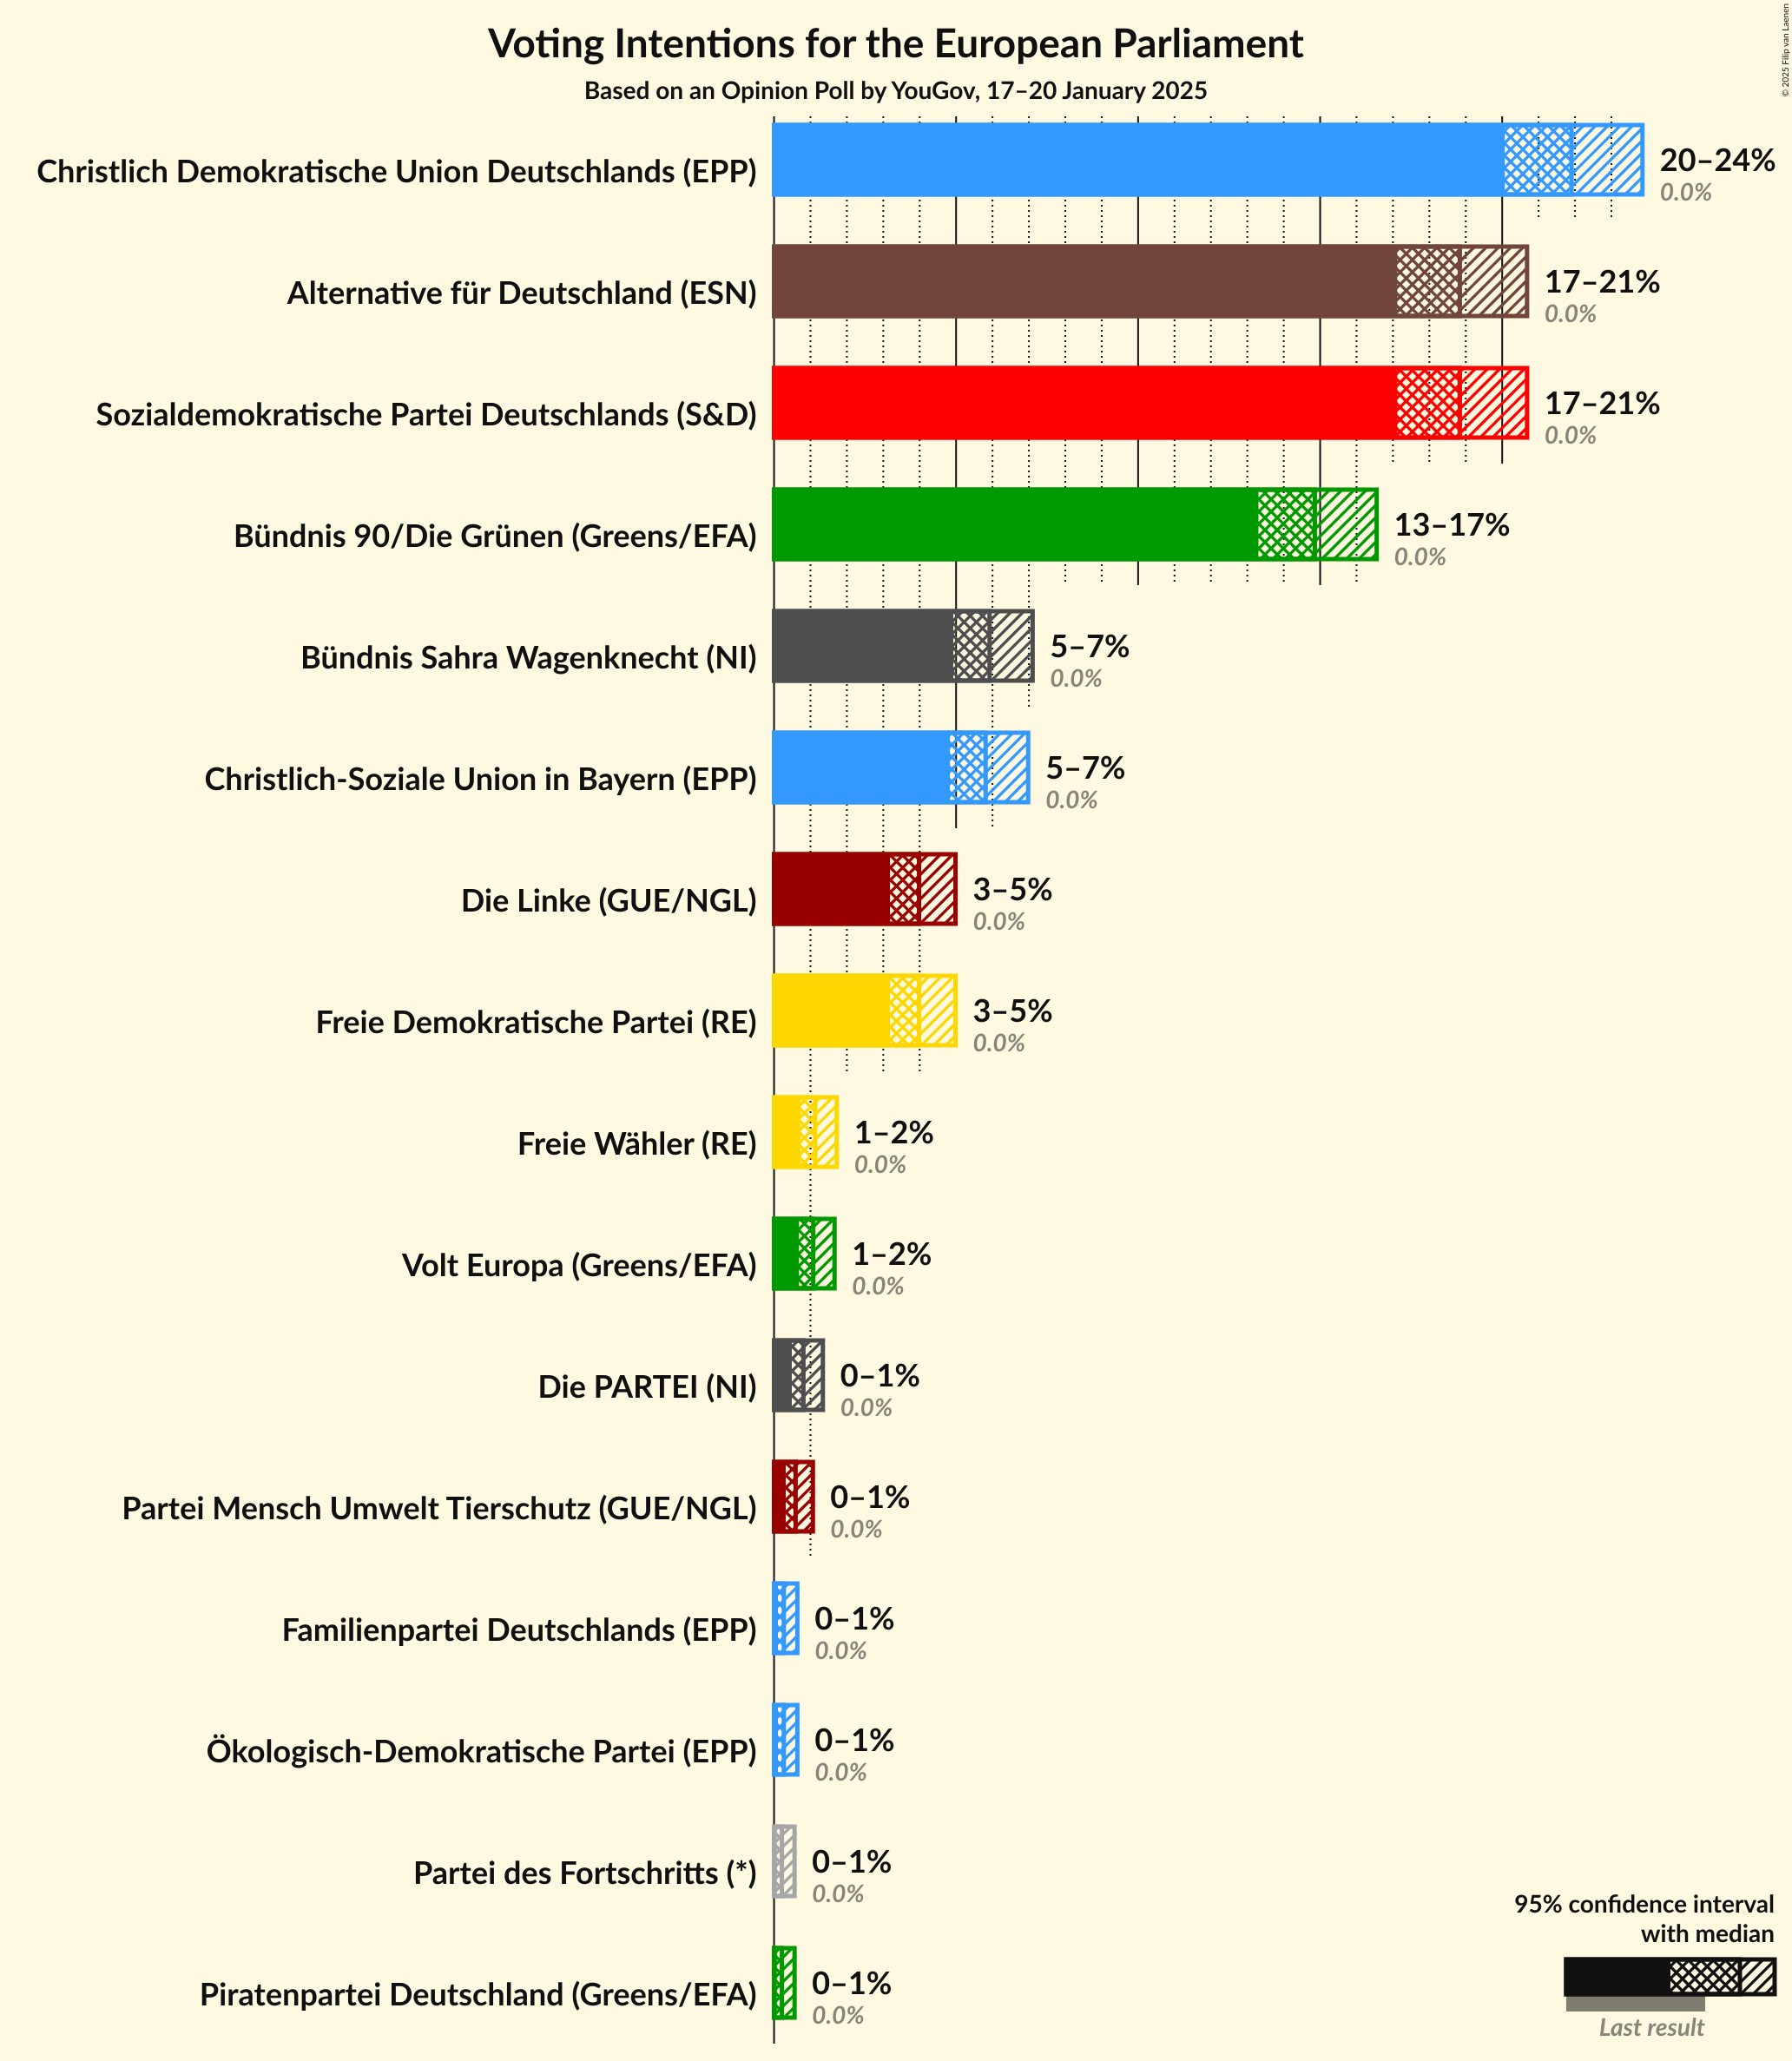 Voting Intentions for the European Parliament
Based on an Opinion Poll by YouGov, 17–20 January 2025
© 2025 Filip van Laenen
Christlich Demokratische Union Deutschlands (EPP)
20–24%
0.0%
Alternative für Deutschland (ESN)
17–21%
0.0%
Sozialdemokratische Partei Deutschlands (S&D)
17–21%
0.0%
Bündnis 90/Die Grünen (Greens/EFA)
13–17%
0.0%
Bündnis Sahra Wagenknecht (NI)
5–7%
0.0%
Christlich-Soziale Union in Bayern (EPP)
5–7%
0.0%
Die Linke (GUE/NGL)
3–5%
0.0%
Freie Demokratische Partei (RE)
3–5%
0.0%
Freie Wähler (RE)
1–2%
0.0%
Volt Europa (Greens/EFA)
1–2%
0.0%
Die PARTEI (NI)
0–1%
0.0%
Partei Mensch Umwelt Tierschutz (GUE/NGL)
0–1%
0.0%
Familienpartei Deutschlands (EPP)
0–1%
0.0%
Ökologisch-Demokratische Partei (EPP)
0–1%
0.0%
Partei des Fortschritts (*)
0–1%
0.0%
Piratenpartei Deutschland (Greens/EFA)
0–1%
0.0%
95% confidence interval
with median
Last result